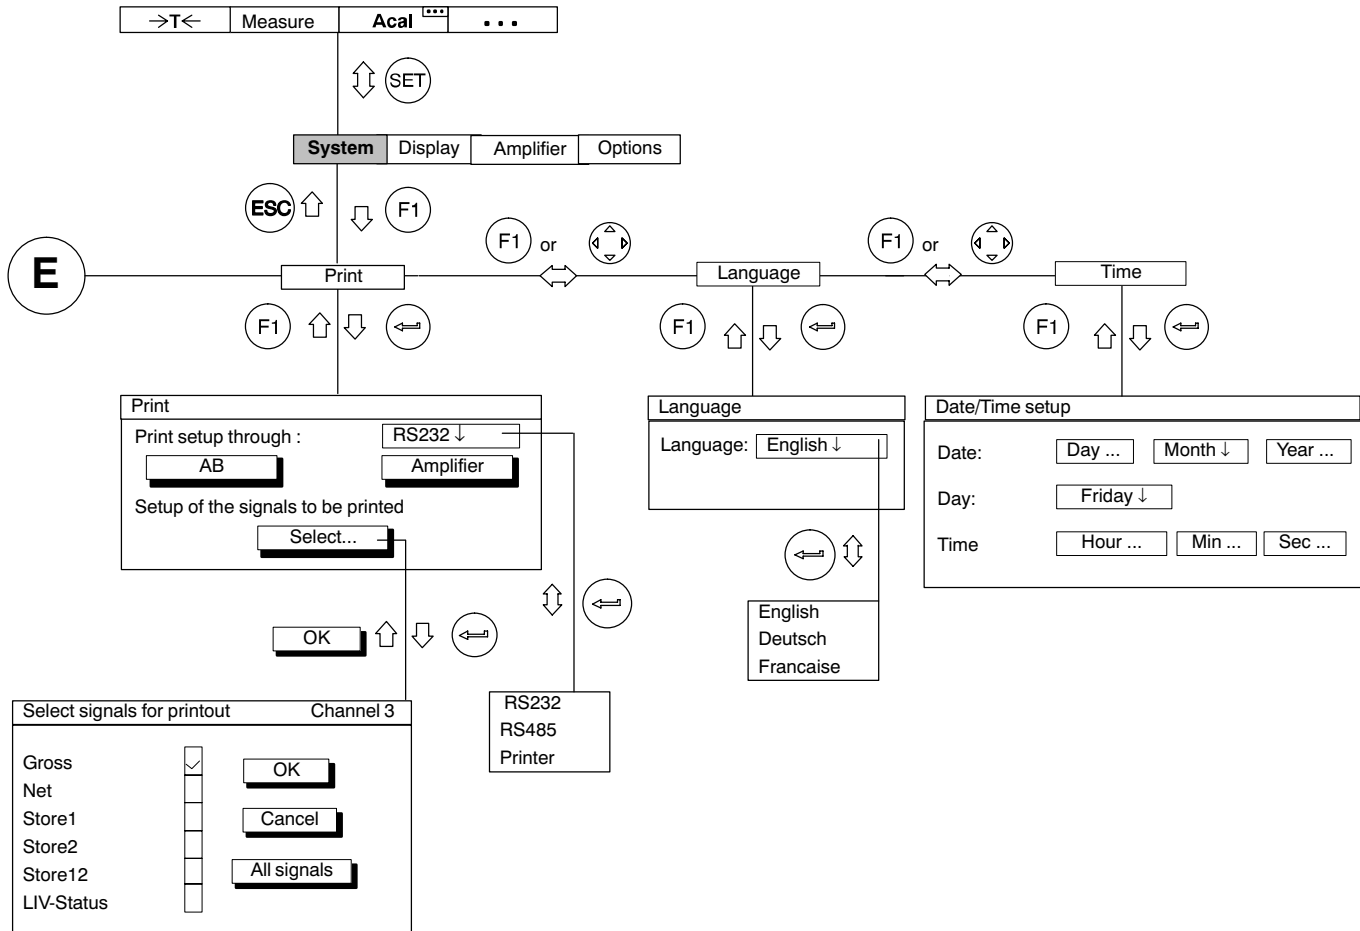 →T← Measure Acal ... ...
SET
System Display Amplifier Options
ESC F1
F1 or F1 or
E Print Language Time
F1 F1 F1
Print Language Date/Time setup
Print setup through : RS232 ↓ Language: English ↓ Date: Day ... Month ↓ Year ...
AB Amplifier
Setup of the signals to be printed Day: Friday ↓
Select... Time Hour ... Min ... Sec ...
English
OK Deutsch
Francaise
Select signals for printout Channel 3 RS232
RS485
Printer
Gross ✓ OK
Net
Store1 Cancel
Store2
Store12 All signals
LIV-Status